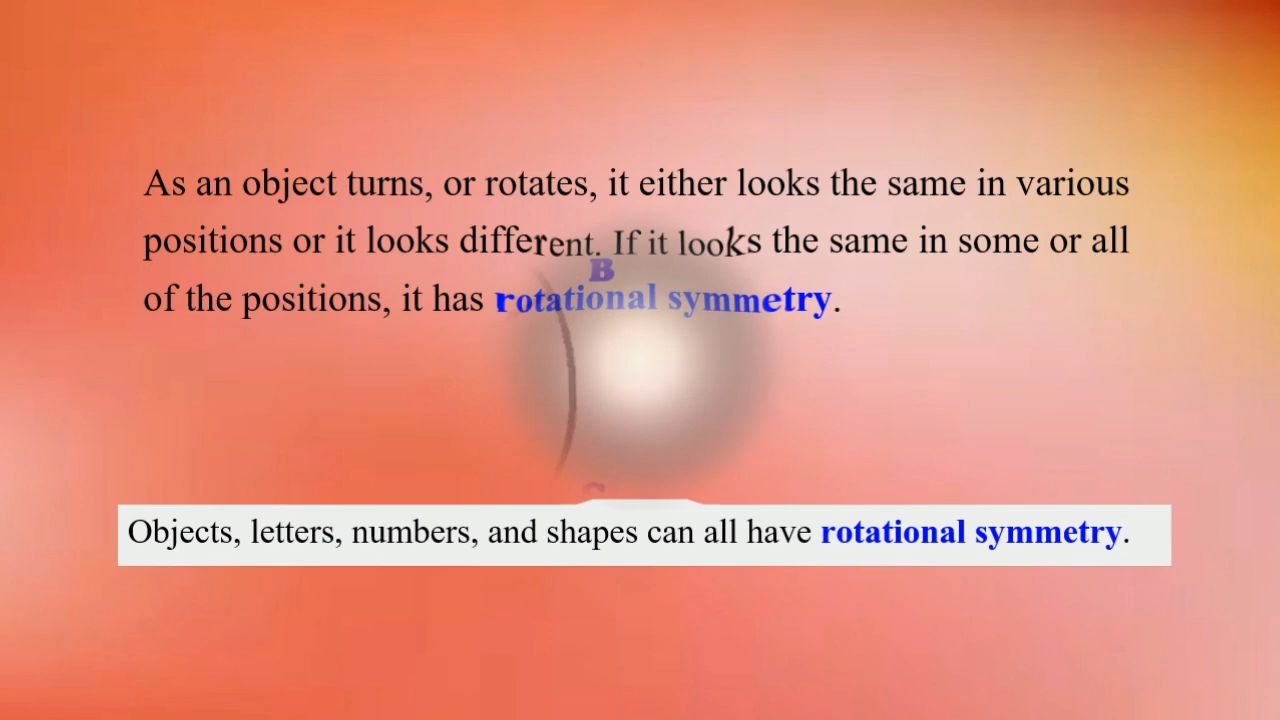 As an object turns, or rotates, it either looks the same in various
positions or it looks different. If it looks the same in some or all
B
of the positions, it has rotational symmetry.
C
Objects, letters, numbers, and shapes can all have rotational symmetry.